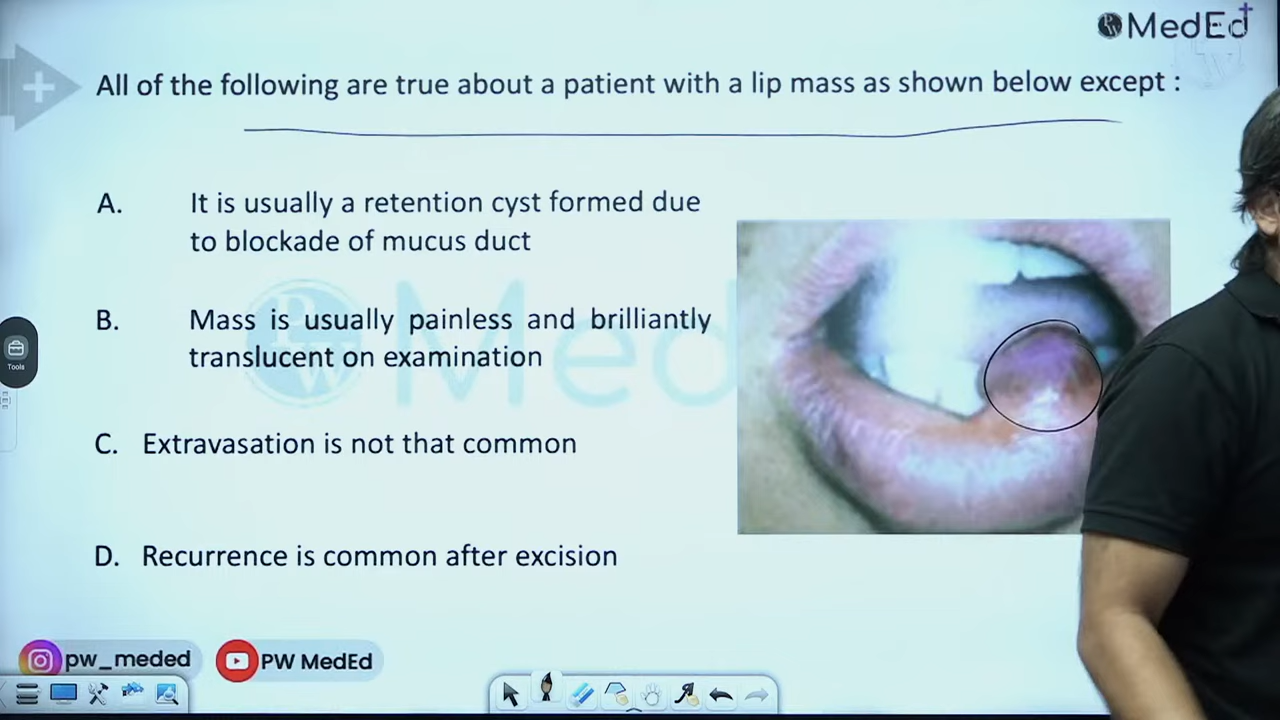 MedEd
All of the following are true about a patient with a lip mass as shown below except :
A. It is usually a retention cyst formed due
to blockade of mucus duct
B. Mass is usually painless and brilliantly
translucent on examination
Med
C. Extravasation is not that common
D. Recurrence is common after excision
Tools
pw_meded
PW MedEd